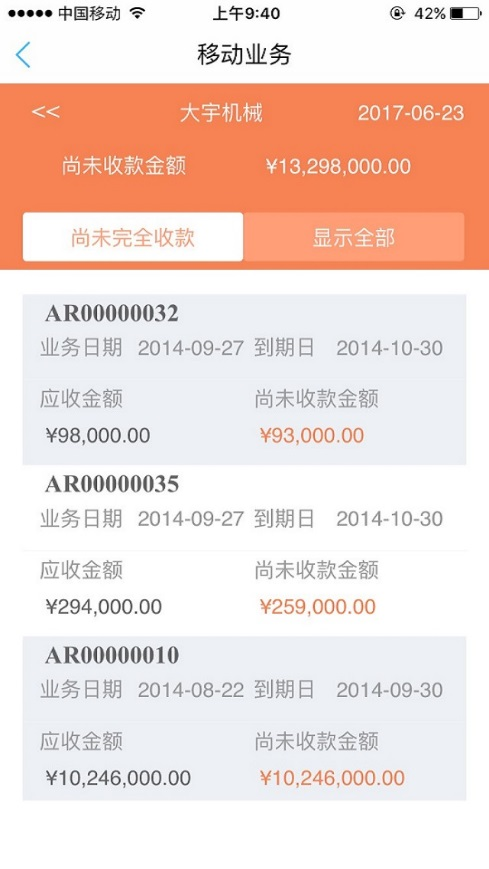 中国移动 上午9:40 42%
移动业务
<< 大宇机械 2017-06-23
尚未收款金额 ¥13,298,000.00
尚未完全收款 显示全部
AR00000032
业务日期 2014-09-27 到期日 2014-10-30
应收金额 尚未收款金额
¥98,000.00 ¥93,000.00
AR00000035
业务日期 2014-09-27 到期日 2014-10-30
应收金额 尚未收款金额
¥294,000.00 ¥259,000.00
AR00000010
业务日期 2014-08-22 到期日 2014-09-30
应收金额 尚未收款金额
¥10,246,000.00 ¥10,246,000.00